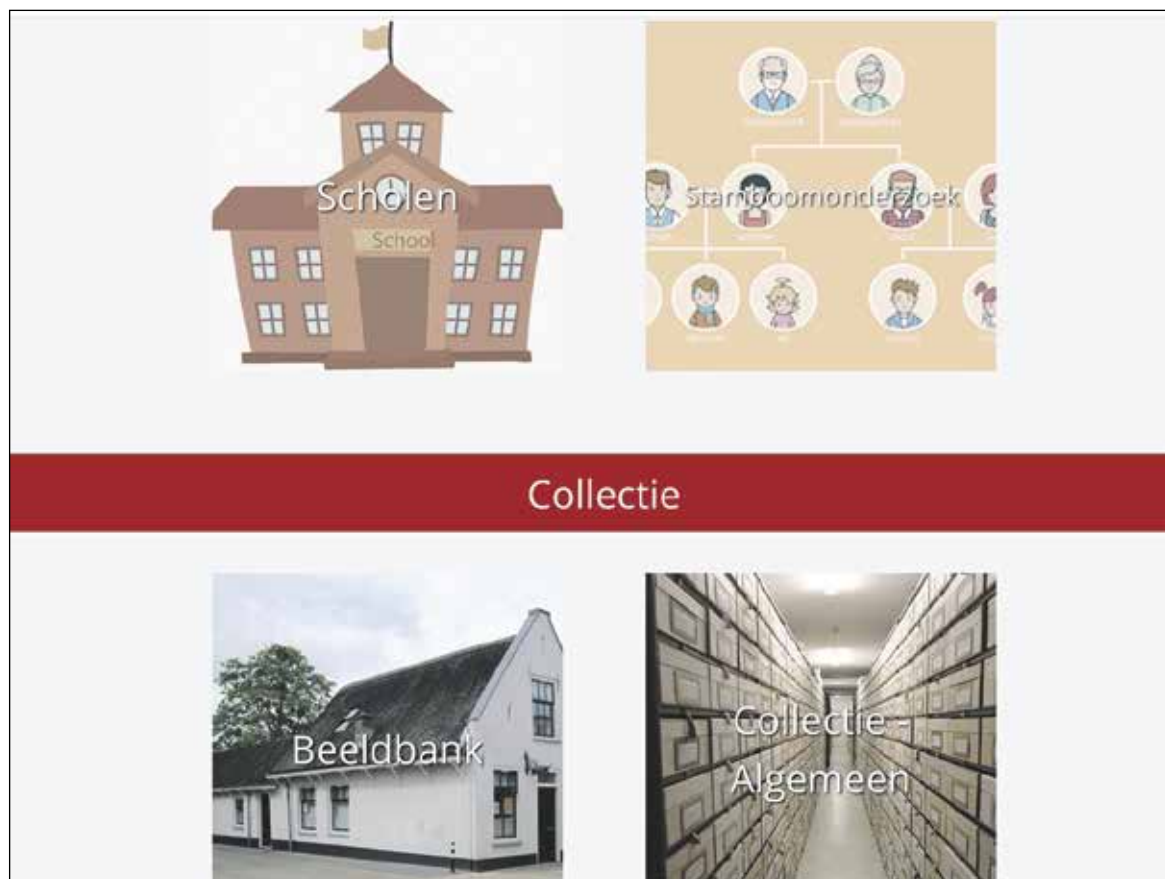 Scholen
School
Stamboomonderzoek
Collectie
Beeldbank
Collectie -
Algemeen